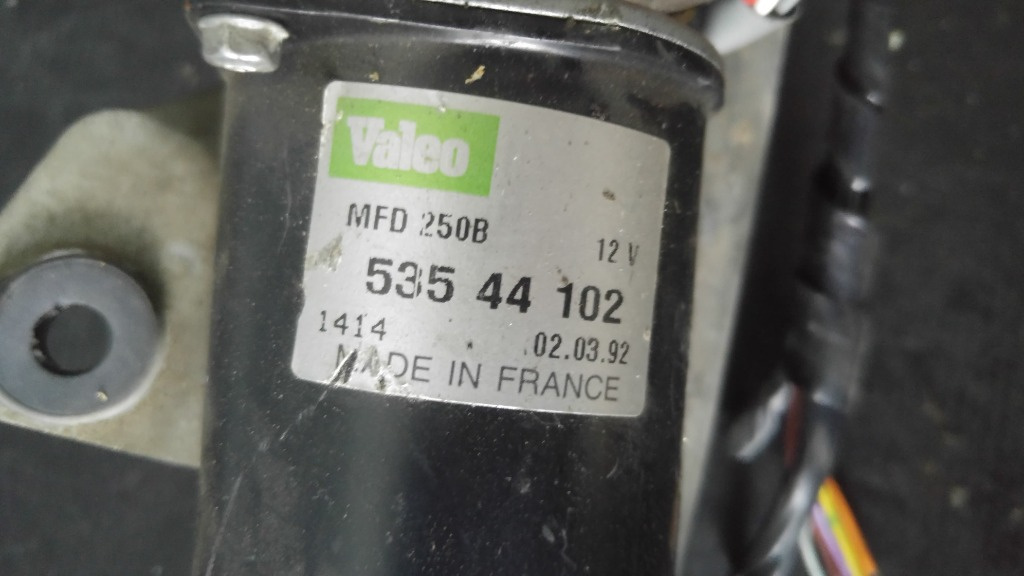 Valeo
MFD 250B
12 V
535 44 102
1414
02.03.92
MADE IN FRANCE